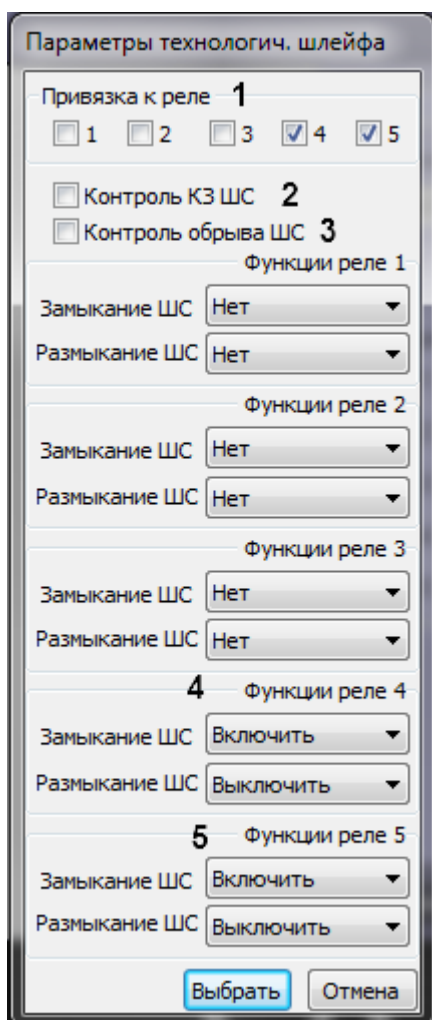 Параметры технологич. шлейфа
Привязка к реле 1
1 2 3 4 5
Контроль КЗ ШС 2
Контроль обрыва ШС 3
Функции реле 1
Замыкание ШС Нет
Размыкание ШС Нет
Функции реле 2
Замыкание ШС Нет
Размыкание ШС Нет
Функции реле 3
Замыкание ШС Нет
Размыкание ШС Нет
4 Функции реле 4
Замыкание ШС Включить
Размыкание ШС Выключить
5 Функции реле 5
Замыкание ШС Включить
Размыкание ШС Выключить
Выбрать Отмена